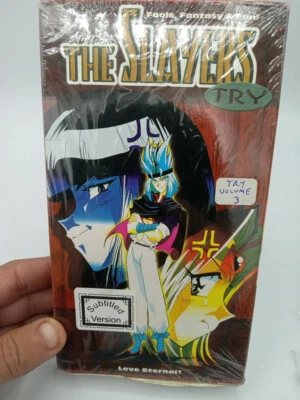 Fools, Fantasy & Fun!
THE SLAYERS
TRY
TRY
VOLUME
3
Subtitled
Version
Love Eternal!